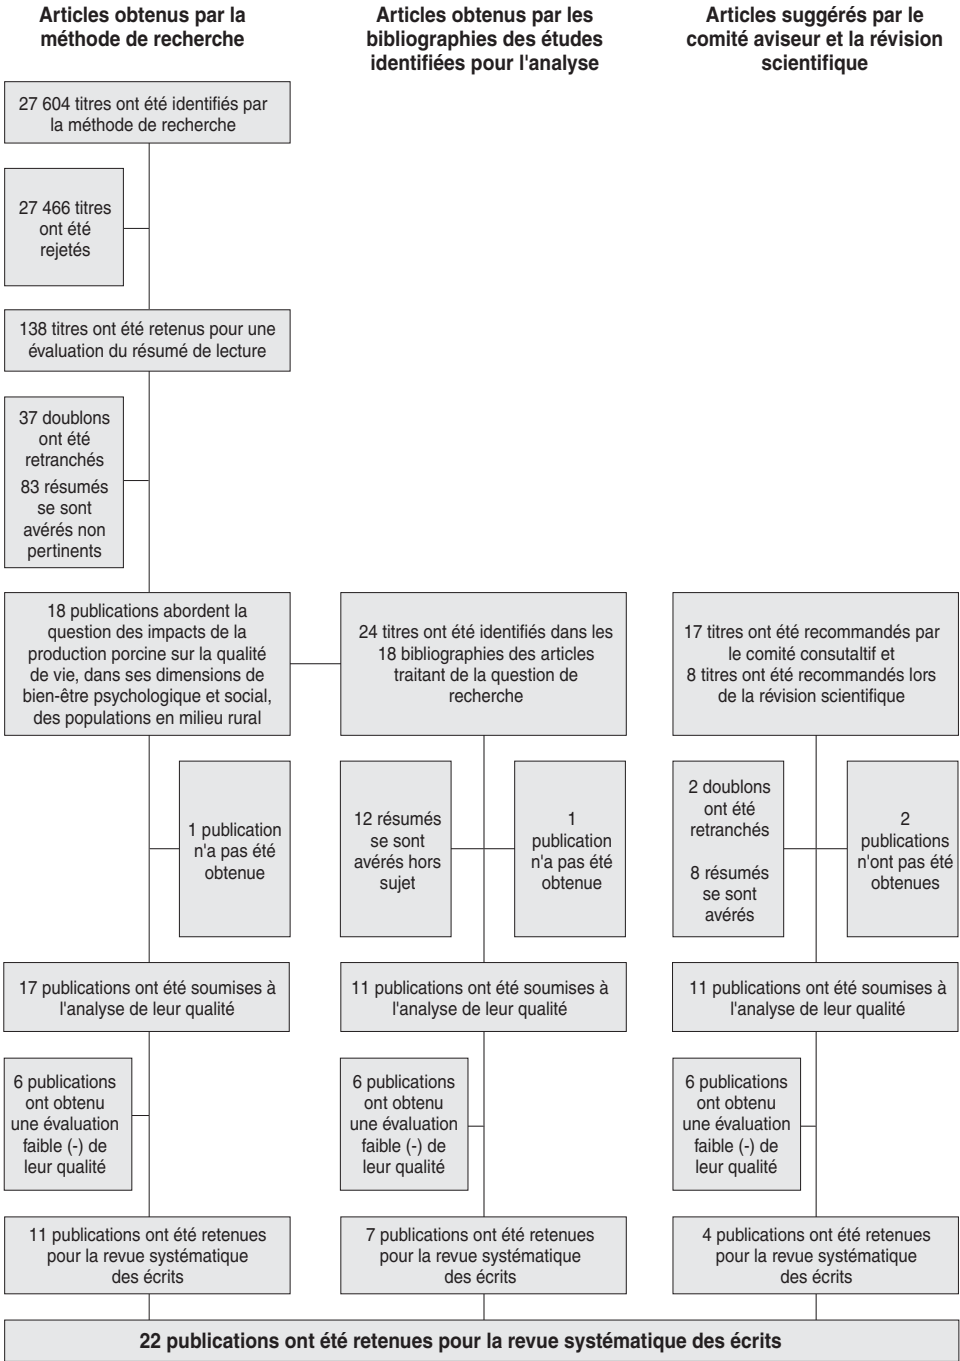 Articles obtenus par la
méthode de recherche
Articles obtenus par les
bibliographies des études
identifiées pour l'analyse
Articles suggérés par le
comité aviseur et la révision
scientifique
27 604 titres ont été identifiés par
la méthode de recherche
27 466 titres
ont été
rejetés
138 titres ont été retenus pour une
évaluation du résumé de lecture
37 doublons
ont été
retranchés
83 résumés
se sont
avérés non
pertinents
18 publications abordent la
question des impacts de la
production porcine sur la qualité
de vie, dans ses dimensions de
bien-être psychologique et social,
des populations en milieu rural
24 titres ont été identifiés dans les
18 bibliographies des articles
traitant de la question de
recherche
17 titres ont été recommandés par
le comité consutaltif et
8 titres ont été recommandés lors
de la révision scientifique
1 publication
n'a pas été
obtenue
12 résumés
se sont
avérés hors
sujet
1
publication
n'a pas été
obtenue
2 doublons
ont été
retranchés
8 résumés
se sont
avérés
2
publications
n'ont pas été
obtenues
17 publications ont été soumises à
l'analyse de leur qualité
11 publications ont été soumises à
l'analyse de leur qualité
11 publications ont été soumises à
l'analyse de leur qualité
6 publications
ont obtenu
une évaluation
faible (-) de
leur qualité
6 publications
ont obtenu
une évaluation
faible (-) de
leur qualité
6 publications
ont obtenu
une évaluation
faible (-) de
leur qualité
11 publications ont été retenues
pour la revue systématique
des écrits
7 publications ont été retenues
pour la revue systématique
des écrits
4 publications ont été retenues
pour la revue systématique
des écrits
22 publications ont été retenues pour la revue systématique des écrits